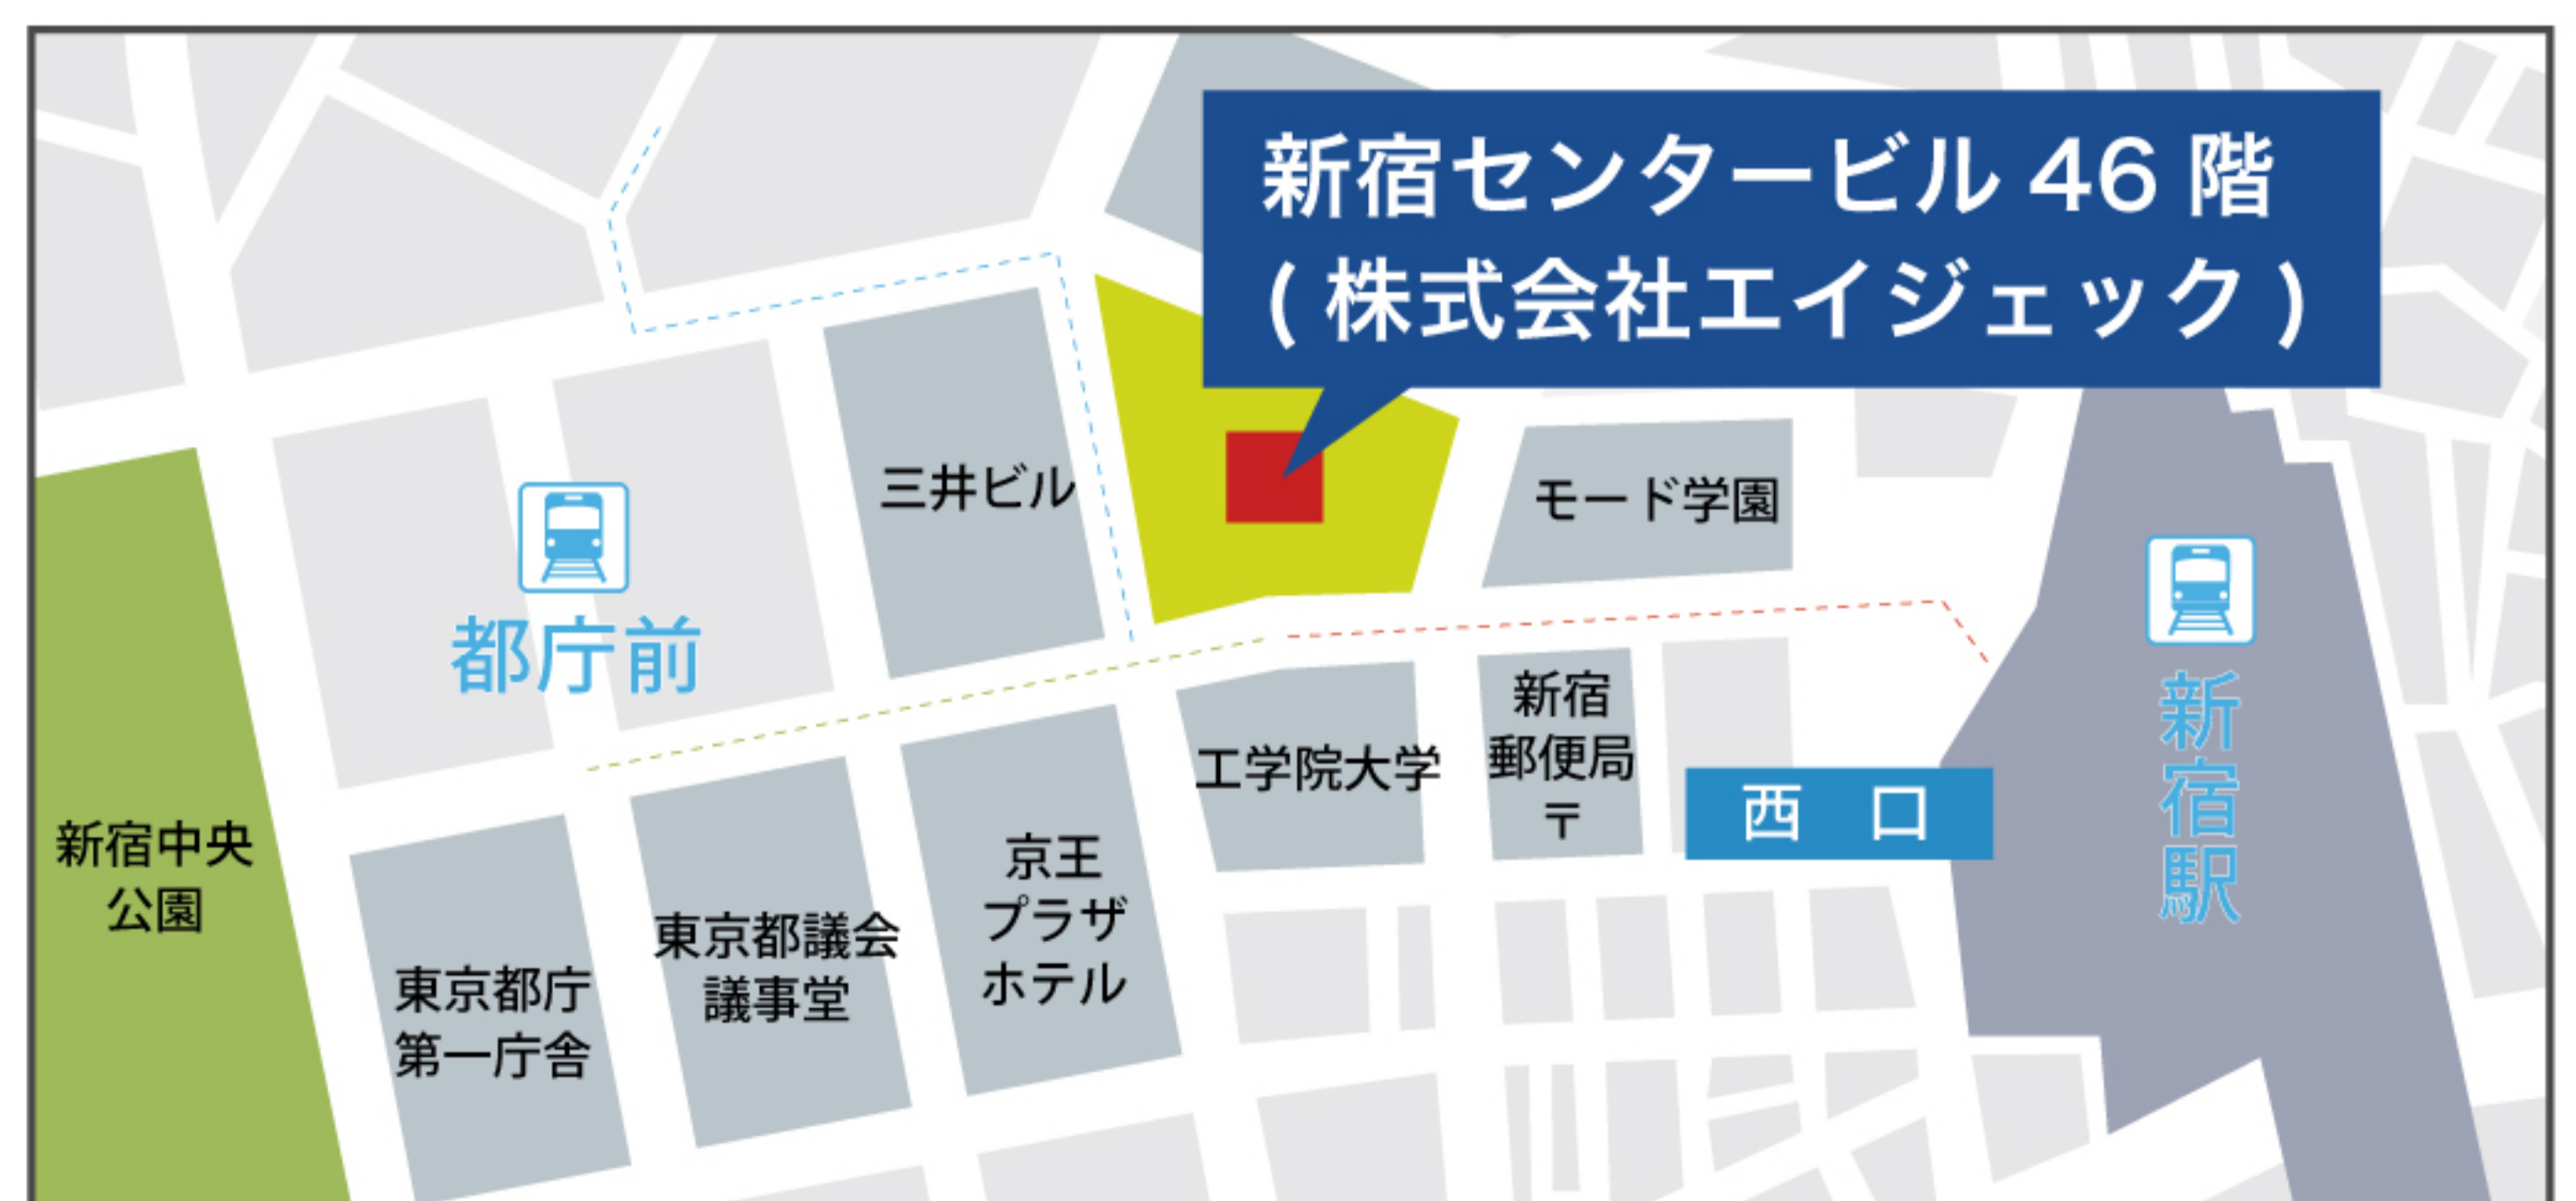 新宿センタービル 46 階
( 株式会社エイジェック )
三井ビル
モード学園
都庁前
新宿
郵便局
〒
工学院大学
西 口
新宿駅
新宿中央
公園
京王
プラザ
ホテル
東京都議会
議事堂
東京都庁
第一庁舎